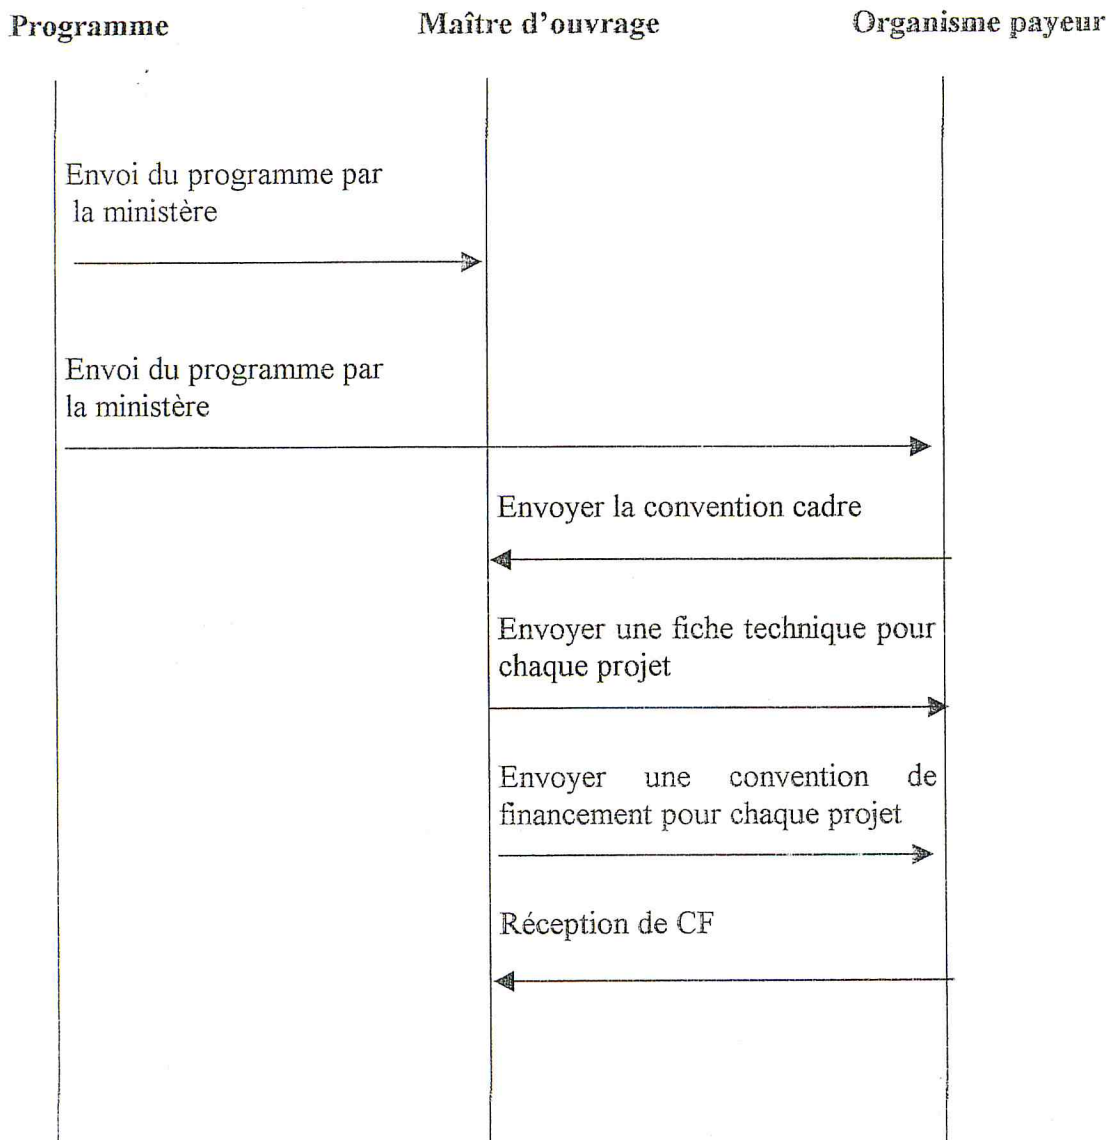 Programme Maître d'ouvrage Organisme payeur
Envoi du programme par
la ministère
Envoi du programme par
la ministère
Envoyer la convention cadre
Envoyer une fiche technique pour
chaque projet
Envoyer une convention de
financement pour chaque projet
Réception de CF